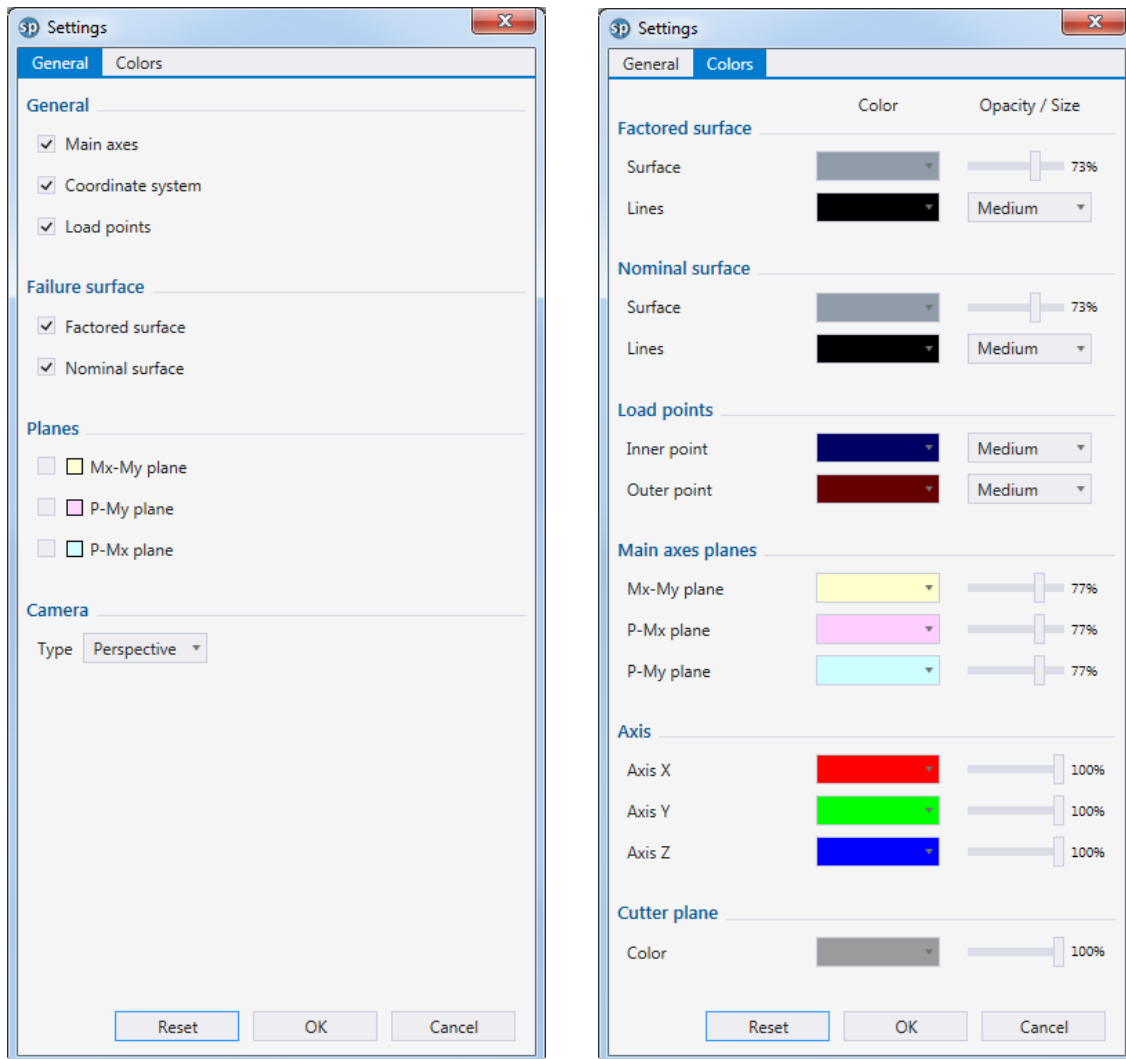 sp Settings
General Colors
General
Main axes
Coordinate system
Load points
Failure surface
Factored surface
Nominal surface
Planes
Mx-My plane
P-My plane
P-Mx plane
Camera
Type Perspective
Reset OK Cancel
sp Settings
General Colors
Color Opacity / Size
Factored surface
Surface 73%
Lines Medium
Nominal surface
Surface 73%
Lines Medium
Load points
Inner point Medium
Outer point Medium
Main axes planes
Mx-My plane 77%
P-Mx plane 77%
P-My plane 77%
Axis
Axis X 100%
Axis Y 100%
Axis Z 100%
Cutter plane
Color 100%
Reset OK Cancel